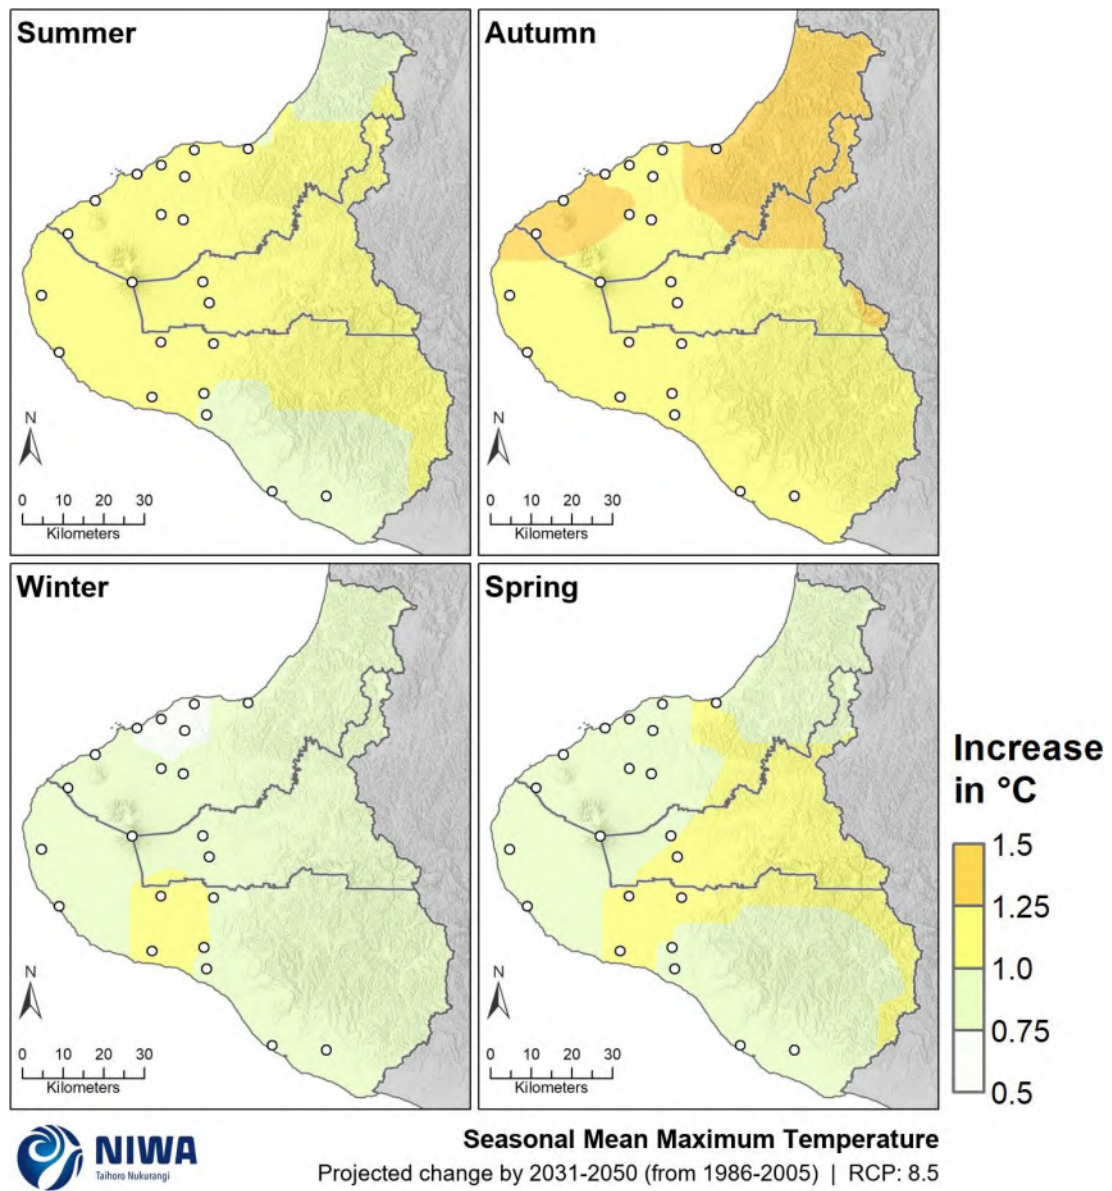 Summer
N
0 10 20 30
Kilometers
Autumn
N
0 10 20 30
Kilometers
Winter
N
0 10 20 30
Kilometers
Spring
N
0 10 20 30
Kilometers
Increase
in °C
1.5
1.25
1.0
0.75
0.5
NIWA
Taihoro Nukurangi
Seasonal Mean Maximum Temperature
Projected change by 2031-2050 (from 1986-2005) | RCP: 8.5